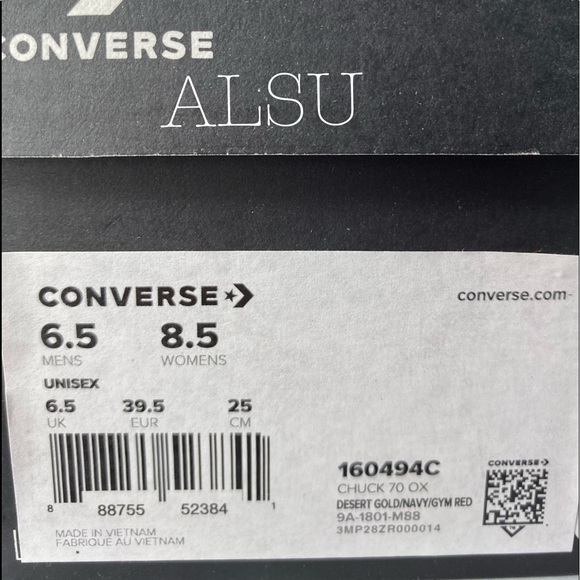 CONVERSE
ALSU
CONVERSE
converse.com
6.5 8.5
MENS WOMENS
UNISEX
6.5 39.5 25
UK EUR CM
8 88755 52384 1
160494C
CHUCK 70 OX
DESERT GOLD/NAVY/GYM RED
9A-1801-M88
3MP28ZR000014
CONVERSE
MADE IN VIETNAM
FABRIQUÉ AU VIETNAM